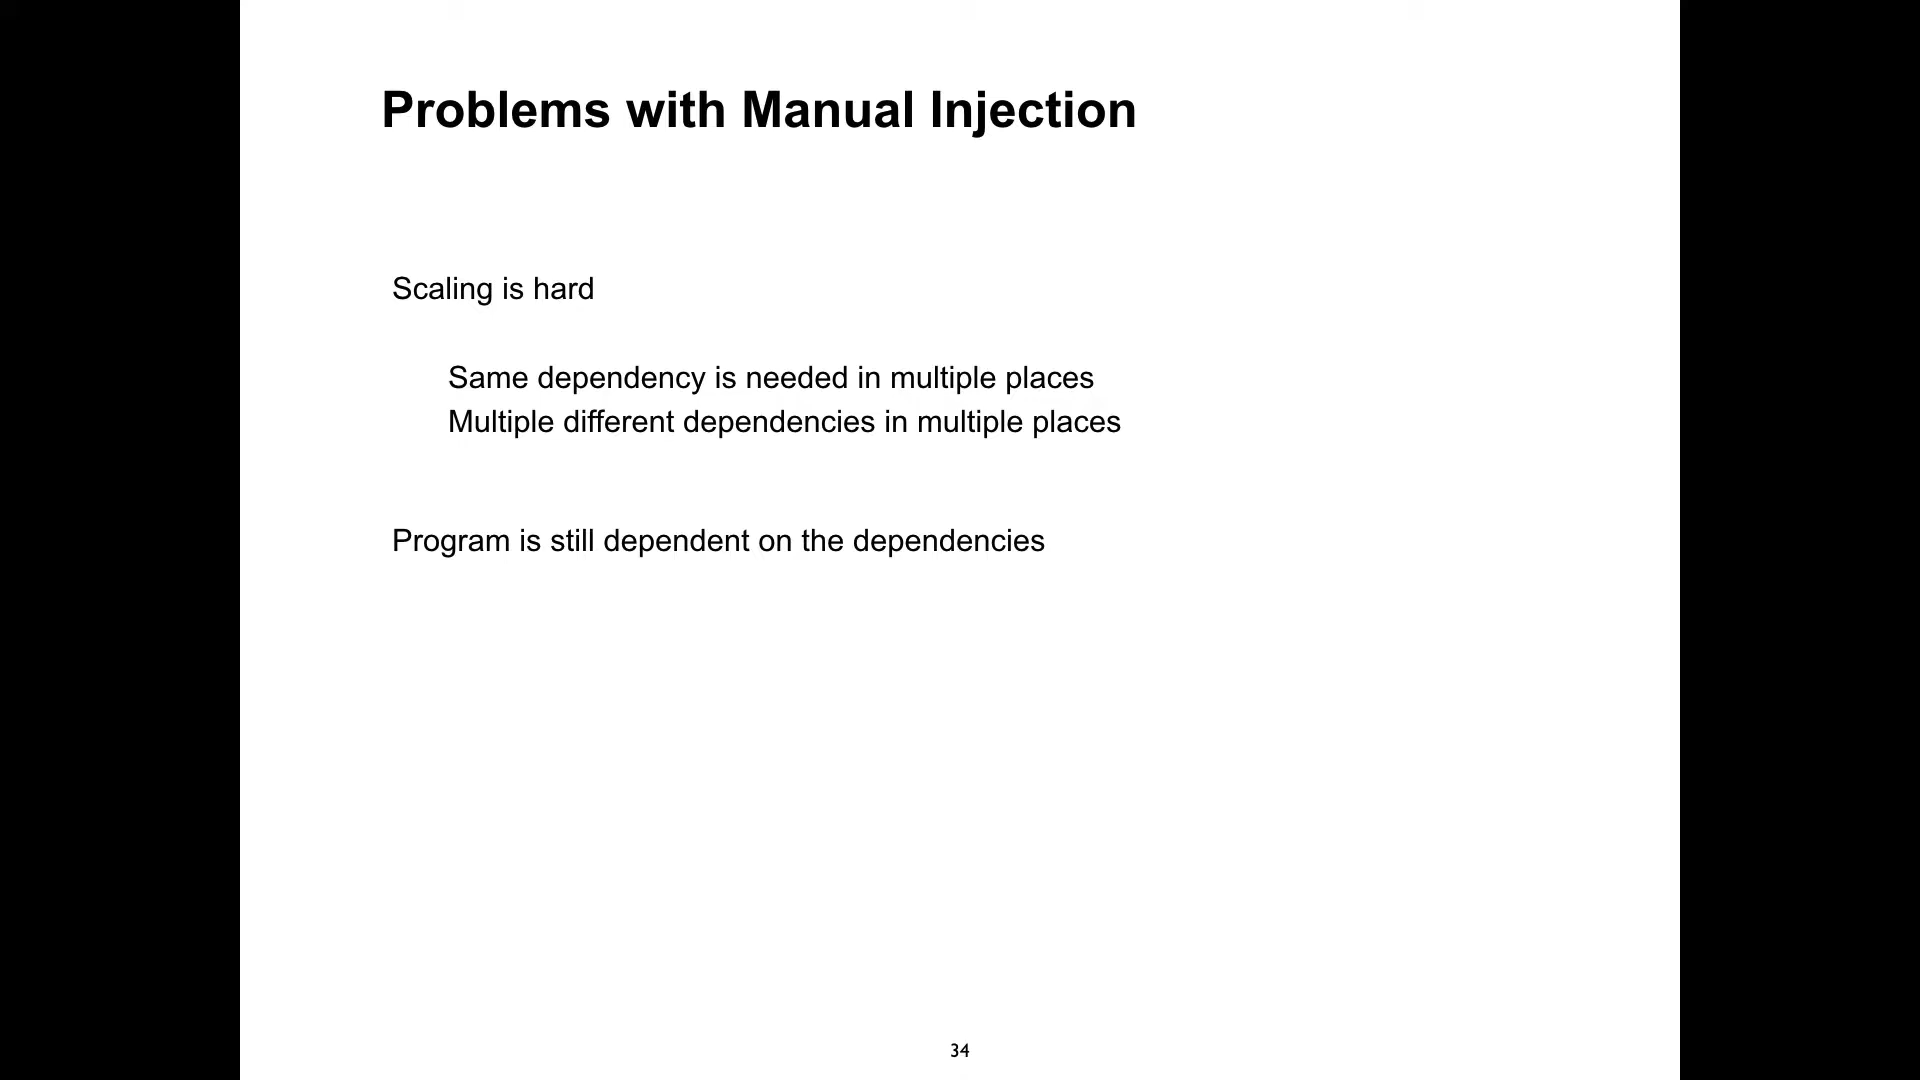 Problems with Manual Injection
Scaling is hard
Same dependency is needed in multiple places
Multiple different dependencies in multiple places
Program is still dependent on the dependencies
34